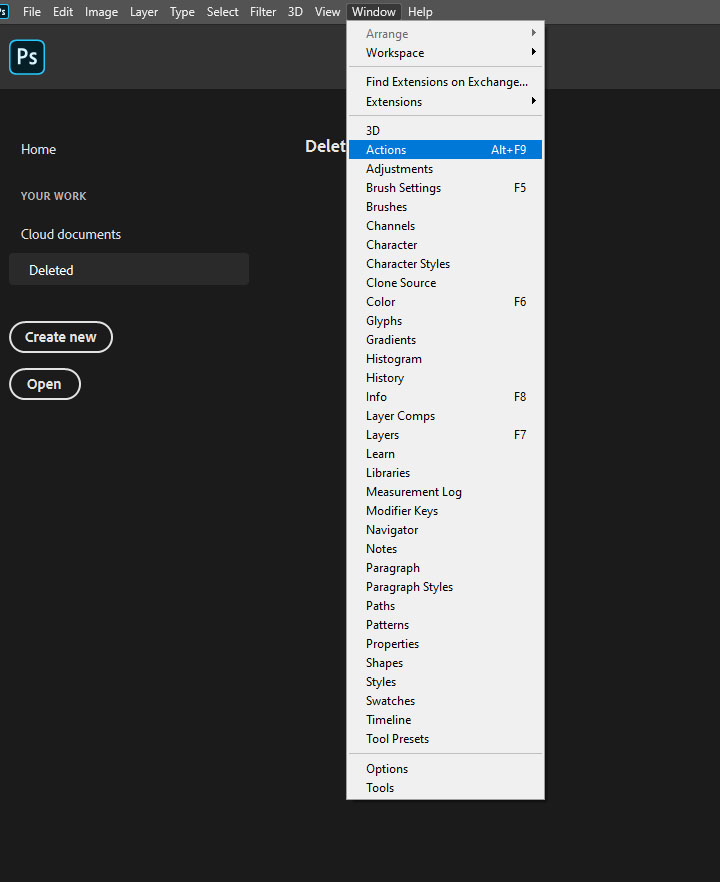 Ps File Edit Image Layer Type Select Filter 3D View Window Help
Ps
Home
YOUR WORK
Cloud documents
Deleted
Create new
Open
Delet
Arrange
Workspace
Find Extensions on Exchange...
Extensions
3D
Actions Alt+F9
Adjustments
Brush Settings F5
Brushes
Channels
Character
Character Styles
Clone Source
Color F6
Glyphs
Gradients
Histogram
History
Info F8
Layer Comps
Layers F7
Learn
Libraries
Measurement Log
Modifier Keys
Navigator
Notes
Paragraph
Paragraph Styles
Paths
Patterns
Properties
Shapes
Styles
Swatches
Timeline
Tool Presets
Options
Tools